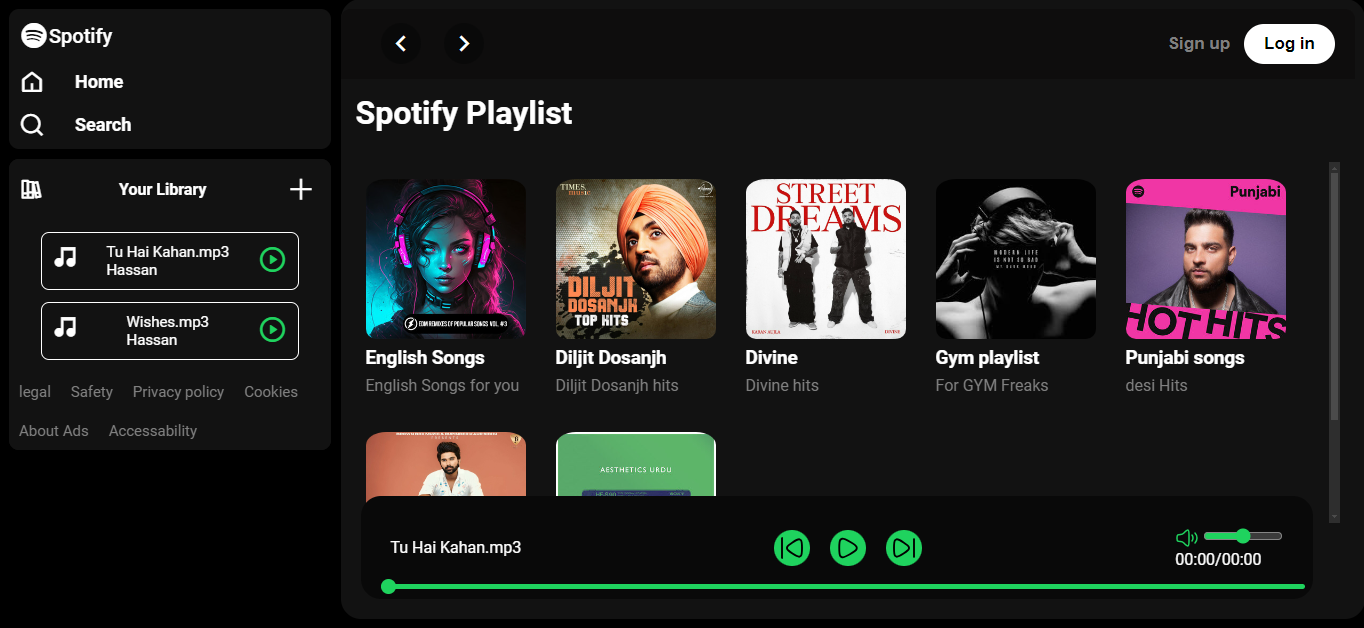 Spotify
Home
Search
Your Library
Tu Hai Kahan.mp3
Hassan
Wishes.mp3
Hassan
legal Safety Privacy policy Cookies
About Ads Accessability
Sign up Log in
Spotify Playlist
EDM REMIXES OF POPULAR SONGS VOL. #3
TIMES
music
DILJIT
DOSANJH
TOP HITS
STREET
DREAMS
KARAN AUJLA DIVINE
MODERN LIFE
IS NOT SO BAD
Punjabi
HOT HITS
English Songs
English Songs for you
Diljit Dosanjh
Diljit Dosanjh hits
Divine
Divine hits
Gym playlist
For GYM Freaks
Punjabi songs
desi Hits
PRESENTS
AESTHETICS URDU
Tu Hai Kahan.mp3
00:00/00:00